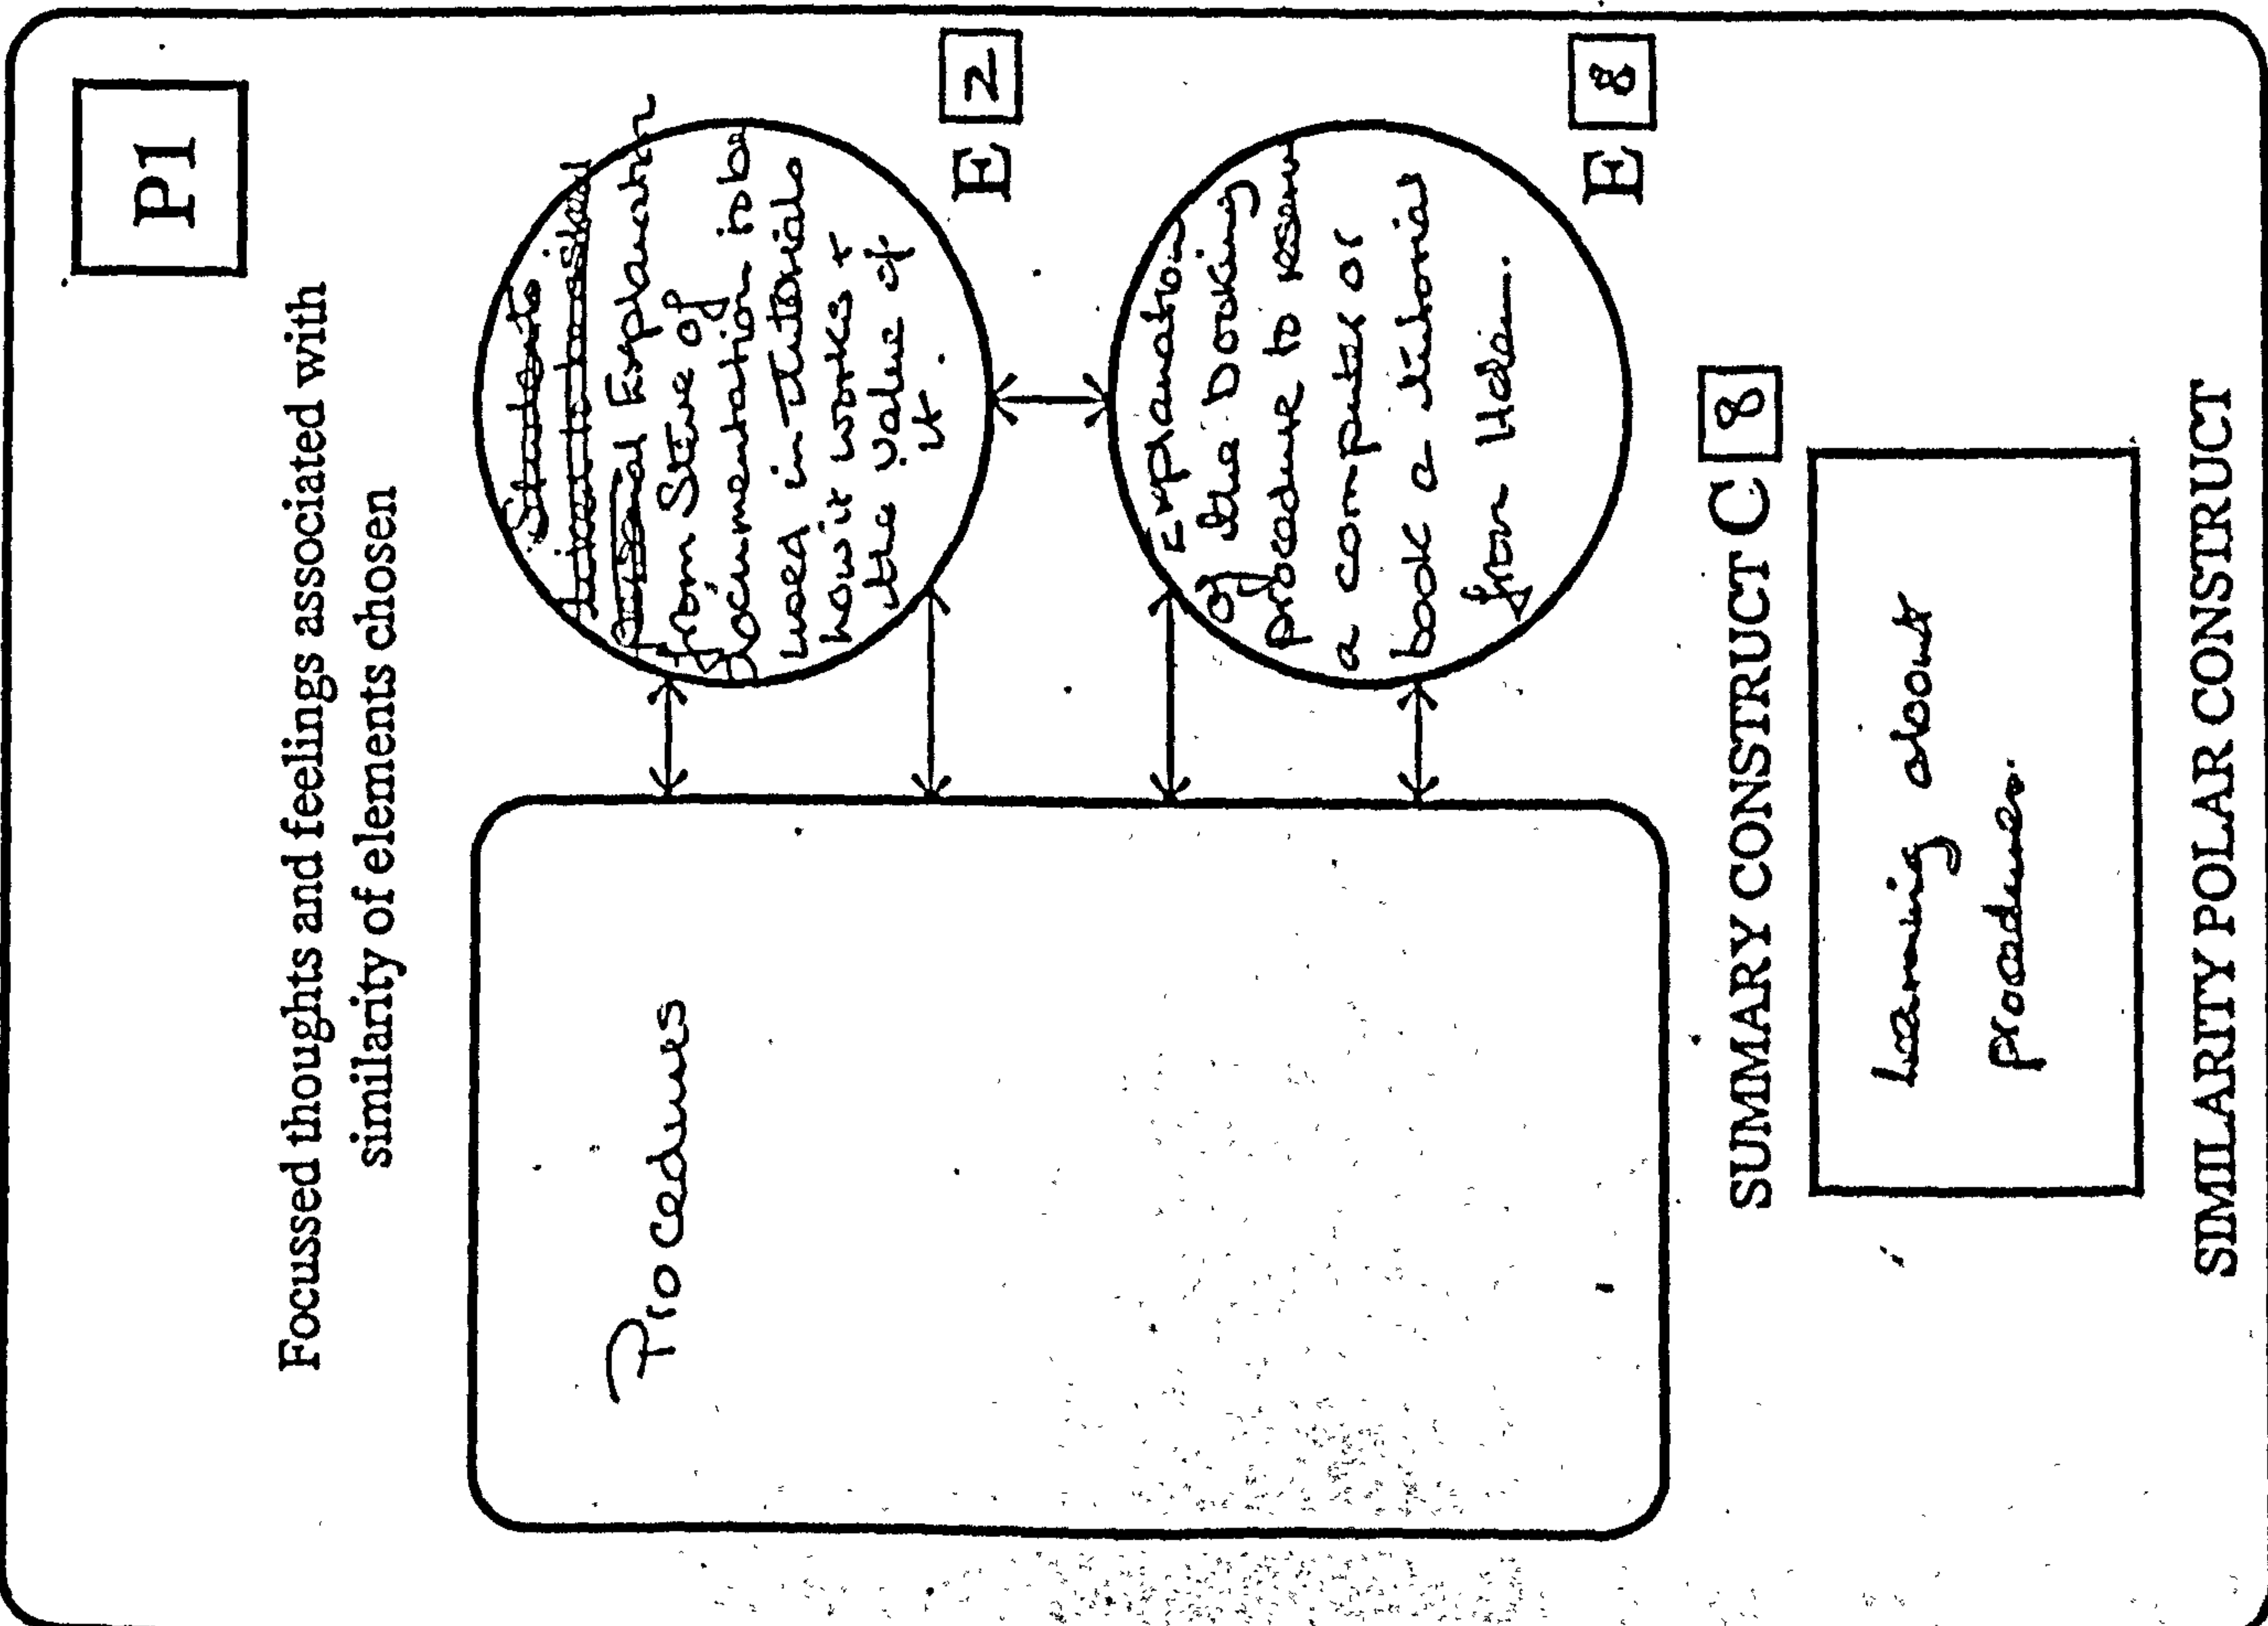 P1
Focussed thoughts and feelings associated with
similarity of elements chosen
Procedures
Students
Explanation
from Steve of
documentation to be
used in Tutorials
how it works +
the value of
it.
E 2
Explanation
of the booking
procedure to
a computer or
book a tutorial
from
E 8
SUMMARY CONSTRUCT C 8
Learning about
procedures.
SIMILARITY POLAR CONSTRUCT